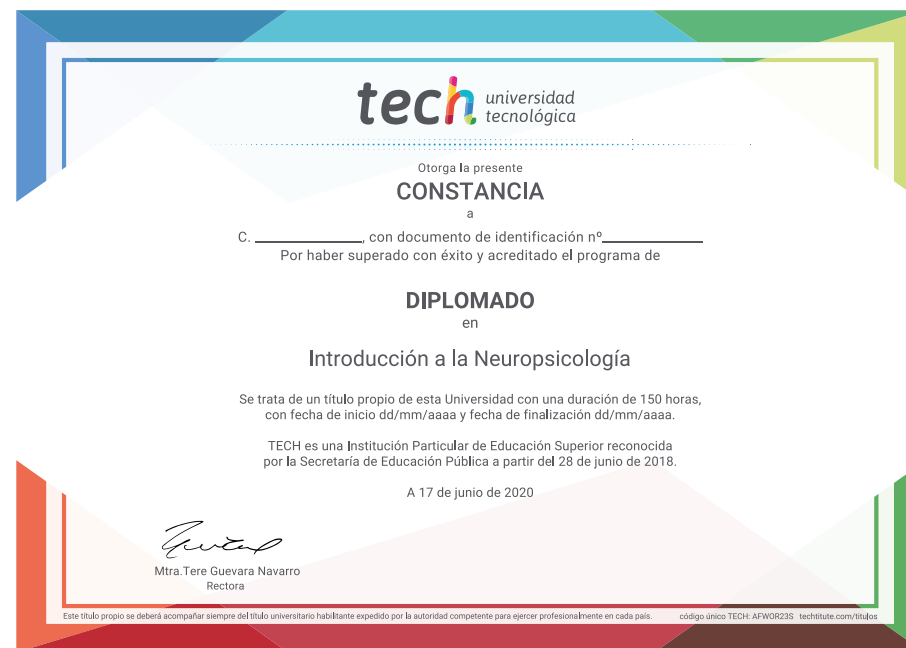 tech universidad
tecnológica
Otorga la presente
CONSTANCIA
a
C. ____________, con documento de identificación nº____________
Por haber superado con éxito y acreditado el programa de
DIPLOMADO
en
Introducción a la Neuropsicología
Se trata de un título propio de esta Universidad con una duración de 150 horas,
con fecha de inicio dd/mm/aaaa y fecha de finalización dd/mm/aaaa.
TECH es una Institución Particular de Educación Superior reconocida
por la Secretaría de Educación Pública a partir del 28 de junio de 2018.
A 17 de junio de 2020
Mtra.Tere Guevara Navarro
Rectora
Este título propio se deberá acompañar siempre del título universitario habilitante expedido por la autoridad competente para ejercer profesionalmente en cada país. código único TECH: AFWOR23S techtitute.com/titulos